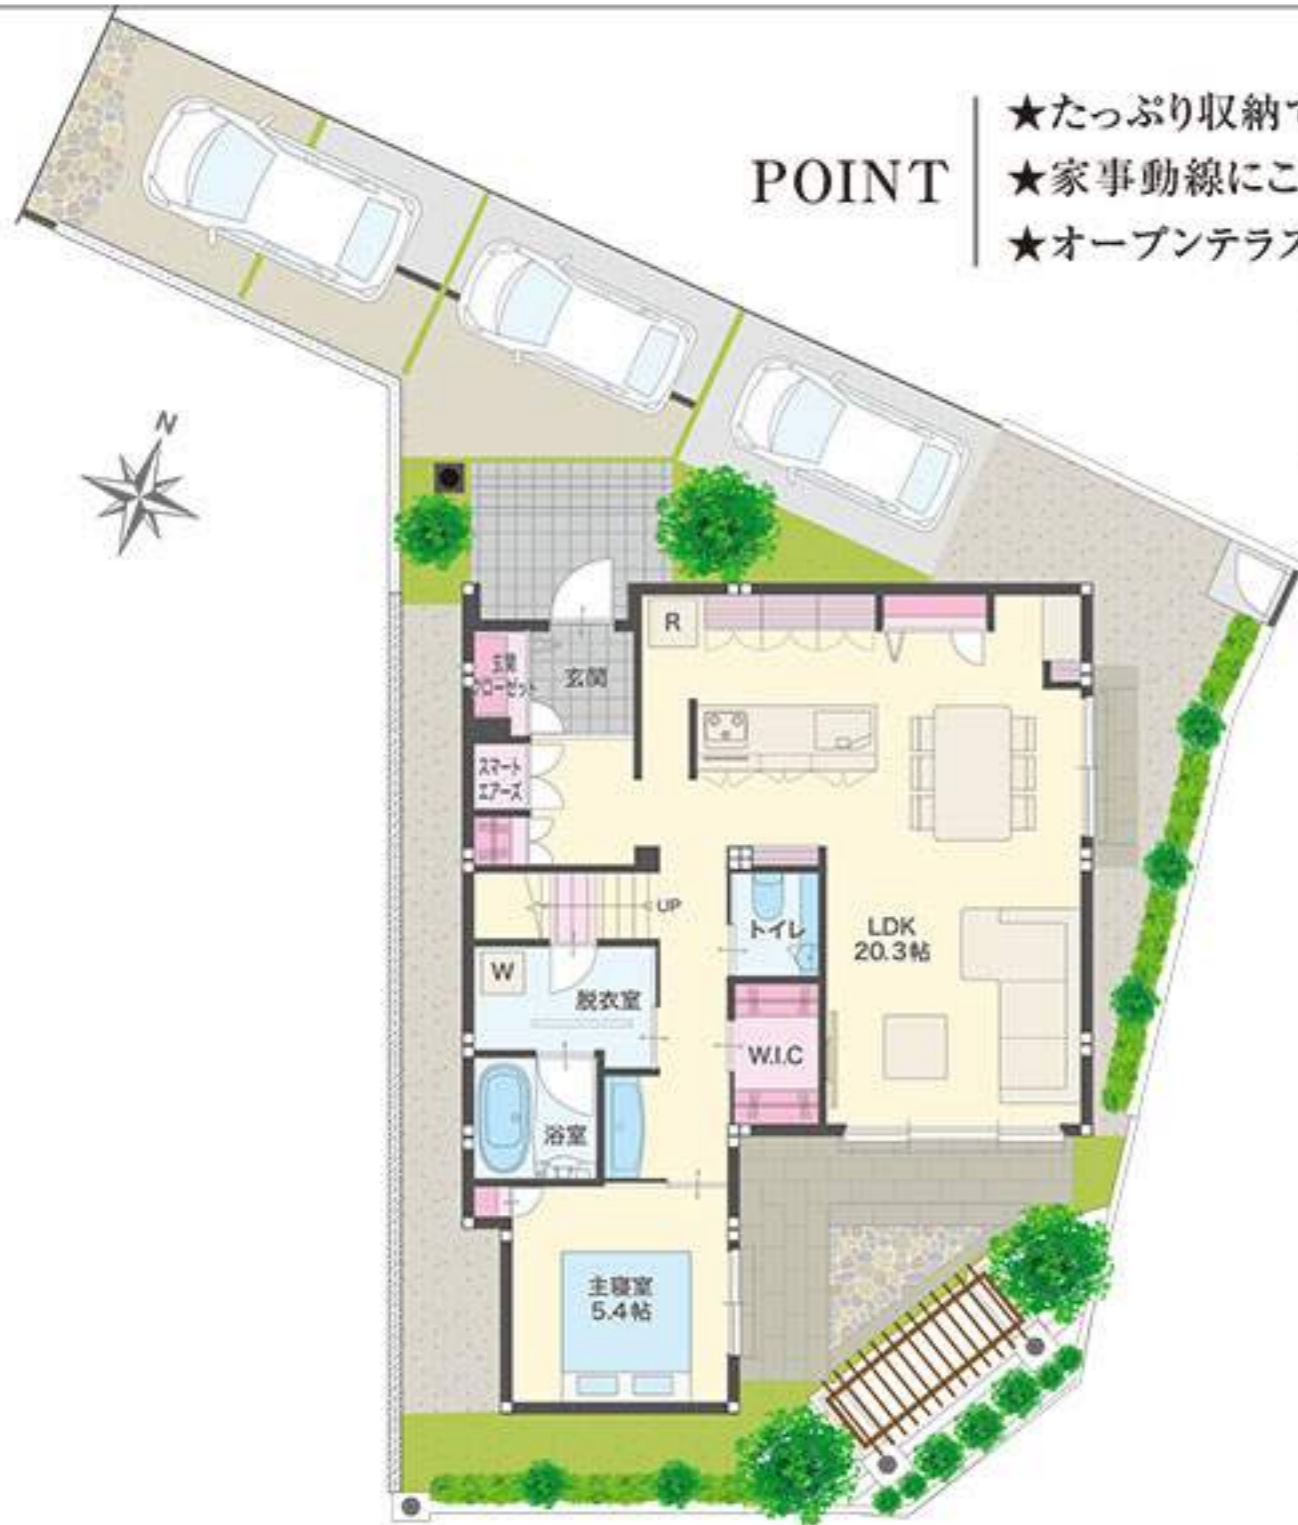 ★たっぷり収納で
POINT
★家事動線にこ
★オープンテラス
N
R
玄関
クローゼット
玄関
スマート
エアーズ
UP
トイレ
LDK
20.3帖
W
脱衣室
W.I.C
浴室
主寝室
5.4帖